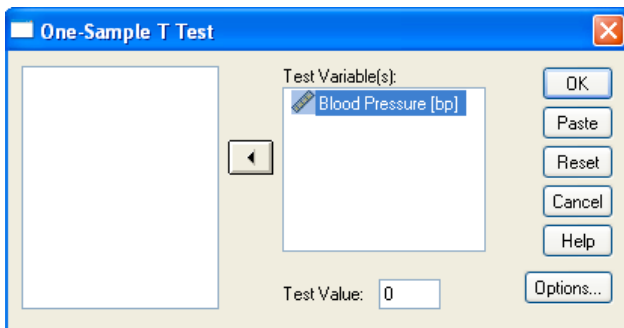 One-Sample T Test
Test Variable(s):
Blood Pressure [bp]
OK
Paste
Reset
Cancel
Help
Test Value: 0
Options...